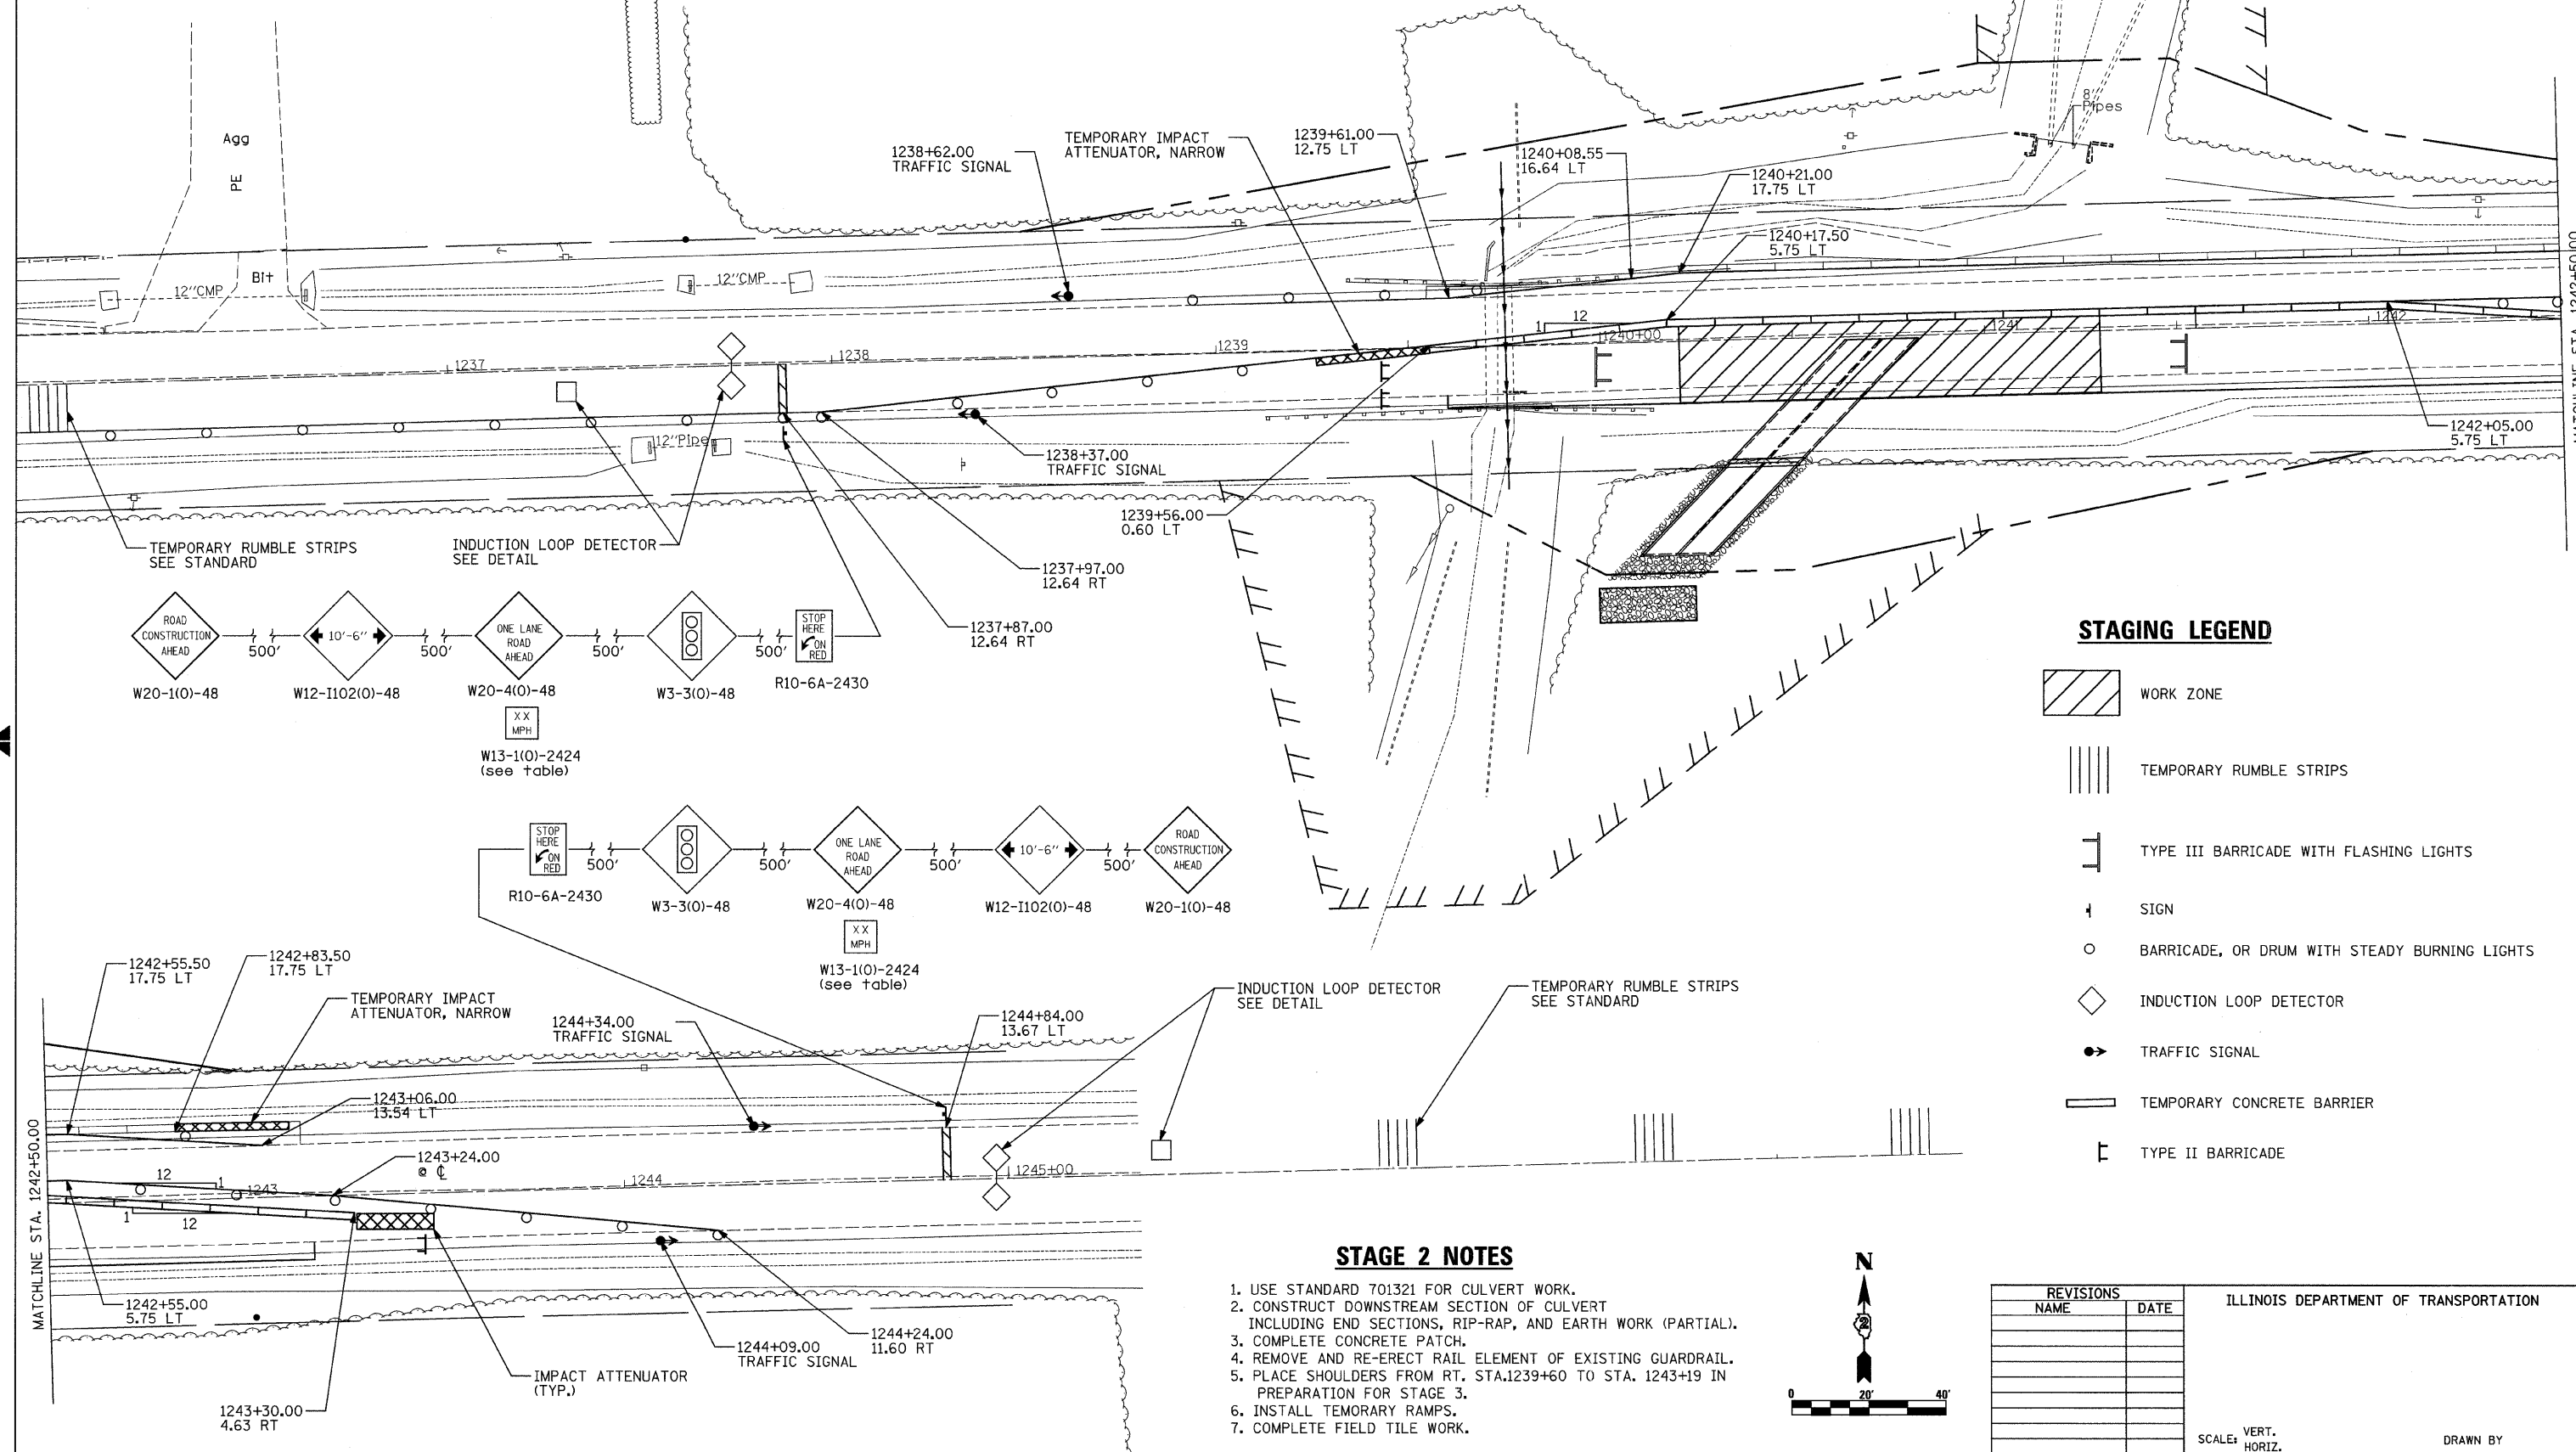 Agg
PE
Bit
12"CMP
12"CMP
12"Pipe
8'
Pipes
1238+62.00
TRAFFIC SIGNAL
TEMPORARY IMPACT
ATTENUATOR, NARROW
1239+61.00
12.75 LT
1240+08.55
16.64 LT
1240+21.00
17.75 LT
1240+17.50
5.75 LT
1237
1238
1239
1
12
1240+00
1241
1242
MATCHLINE STA. 1242+50.00
1242+05.00
5.75 LT
1238+37.00
TRAFFIC SIGNAL
1239+56.00
0.60 LT
1237+97.00
12.64 RT
1237+87.00
12.64 RT
TEMPORARY RUMBLE STRIPS
SEE STANDARD
INDUCTION LOOP DETECTOR
SEE DETAIL
ROAD
CONSTRUCTION
AHEAD
500'
10'-6"
500'
ONE LANE
ROAD
AHEAD
500'
500'
STOP
HERE
ON
RED
W20-1(O)-48
W12-I102(O)-48
W20-4(O)-48
W3-3(O)-48
R10-6A-2430
XX
MPH
W13-1(O)-2424
(see table)
STOP
HERE
ON
RED
500'
500'
ONE LANE
ROAD
AHEAD
500'
10'-6"
500'
ROAD
CONSTRUCTION
AHEAD
R10-6A-2430
W3-3(O)-48
W20-4(O)-48
W12-I102(O)-48
W20-1(O)-48
XX
MPH
W13-1(O)-2424
(see table)
STAGING LEGEND
WORK ZONE
TEMPORARY RUMBLE STRIPS
TYPE III BARRICADE WITH FLASHING LIGHTS
SIGN
BARRICADE, OR DRUM WITH STEADY BURNING LIGHTS
INDUCTION LOOP DETECTOR
TRAFFIC SIGNAL
TEMPORARY CONCRETE BARRIER
TYPE II BARRICADE
1242+55.50
17.75 LT
1242+83.50
17.75 LT
TEMPORARY IMPACT
ATTENUATOR, NARROW
1244+34.00
TRAFFIC SIGNAL
1244+84.00
13.67 LT
INDUCTION LOOP DETECTOR
SEE DETAIL
TEMPORARY RUMBLE STRIPS
SEE STANDARD
1243+06.00
13.54 LT
1243+24.00
@ ℄
MATCHLINE STA. 1242+50.00
12
1
1243
1244
1245+00
1
12
1242+55.00
5.75 LT
1243+30.00
4.63 RT
IMPACT ATTENUATOR
(TYP.)
1244+09.00
TRAFFIC SIGNAL
1244+24.00
11.60 RT
STAGE 2 NOTES
1. USE STANDARD 701321 FOR CULVERT WORK.
2. CONSTRUCT DOWNSTREAM SECTION OF CULVERT
INCLUDING END SECTIONS, RIP-RAP, AND EARTH WORK (PARTIAL).
3. COMPLETE CONCRETE PATCH.
4. REMOVE AND RE-ERECT RAIL ELEMENT OF EXISTING GUARDRAIL.
5. PLACE SHOULDERS FROM RT. STA.1239+60 TO STA. 1243+19 IN
PREPARATION FOR STAGE 3.
6. INSTALL TEMORARY RAMPS.
7. COMPLETE FIELD TILE WORK.
N
0 20' 40'
REVISIONS
NAME DATE
ILLINOIS DEPARTMENT OF TRANSPORTATION
SCALE: VERT.
HORIZ.
DRAWN BY